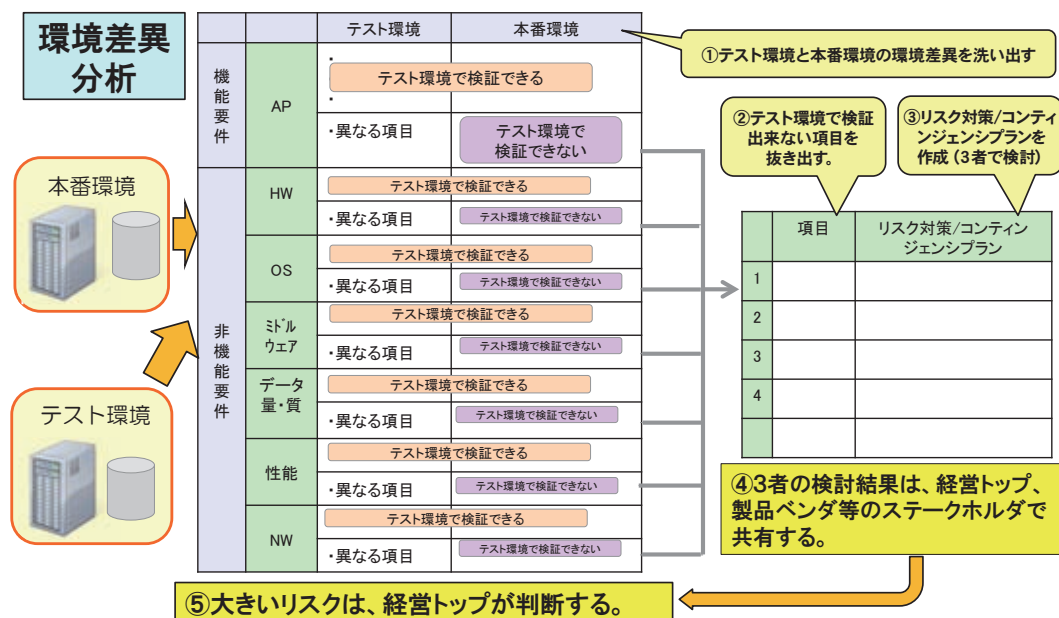 環境差異
分析
本番環境
テスト環境
テスト環境 本番環境
機能要件
AP
・
テスト環境で検証できる
・
・異なる項目
テスト環境で
検証できない
非機能要件
HW
テスト環境で検証できる
・異なる項目
テスト環境で検証できない
OS
テスト環境で検証できる
・異なる項目
テスト環境で検証できない
ミドル
ウェア
テスト環境で検証できる
・異なる項目
テスト環境で検証できない
データ
量・質
テスト環境で検証できる
・異なる項目
テスト環境で検証できない
性能
テスト環境で検証できる
・異なる項目
テスト環境で検証できない
NW
テスト環境で検証できる
・異なる項目
テスト環境で検証できない
①テスト環境と本番環境の環境差異を洗い出す
②テスト環境で検証
出来ない項目を
抜き出す。
③リスク対策/コンティ
ンジェンシプランを
作成（3者で検討）
項目
リスク対策/コンティン
ジェンシプラン
1
2
3
4
④3者の検討結果は、経営トップ、
製品ベンダ等のステークホルダで
共有する。
⑤大きいリスクは、経営トップが判断する。